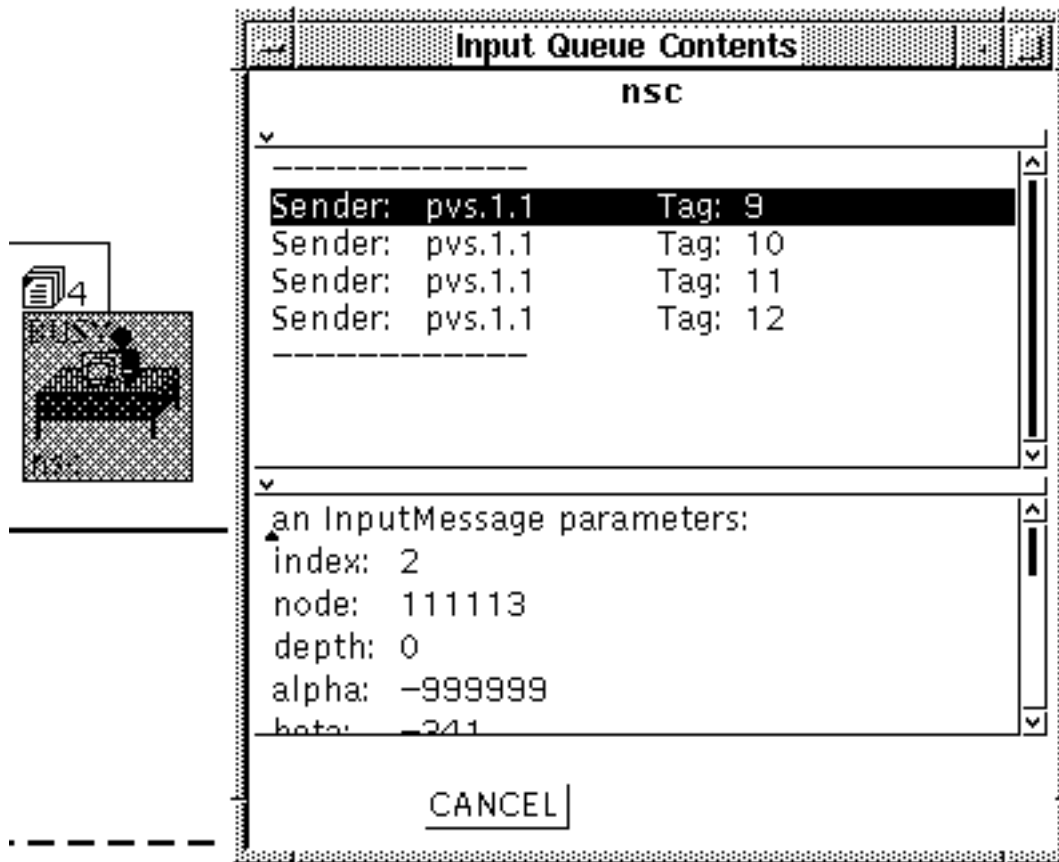 Input Queue Contents
nsc
-------------
Sender: pvs.1.1 Tag: 9
Sender: pvs.1.1 Tag: 10
Sender: pvs.1.1 Tag: 11
Sender: pvs.1.1 Tag: 12
-------------
4
BUSY
nsc
an InputMessage parameters:
index: 2
node: 111113
depth: 0
alpha: -999999
beta: -341
CANCEL